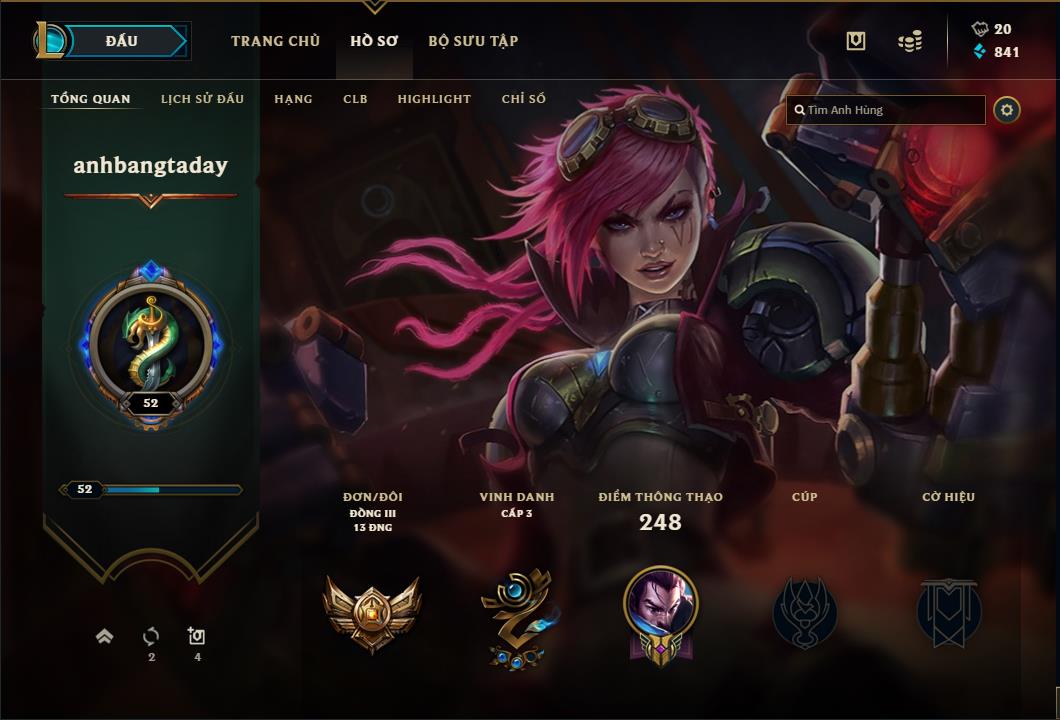 ĐẤU
TRANG CHỦ
HỒ SƠ
BỘ SƯU TẬP
20
841
TỔNG QUAN
LỊCH SỬ ĐẤU
HẠNG
CLB
HIGHLIGHT
CHỈ SỐ
Tìm Anh Hùng
anhbangtaday
52
52
ĐƠN/ĐÔI
ĐỒNG III
13 ĐNG
VINH DANH
CẤP 3
ĐIỂM THÔNG THẠO
248
CÚP
CỜ HIỆU
2
4